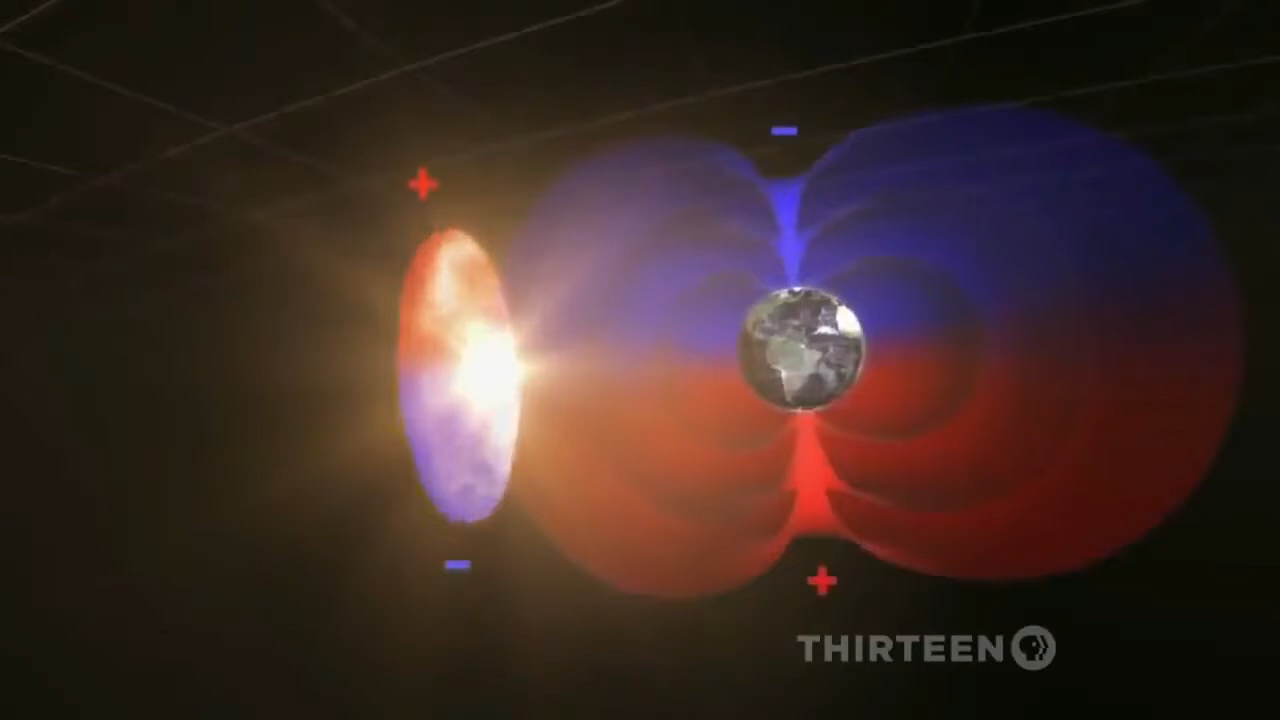 +
-
-
+
THIRTEEN